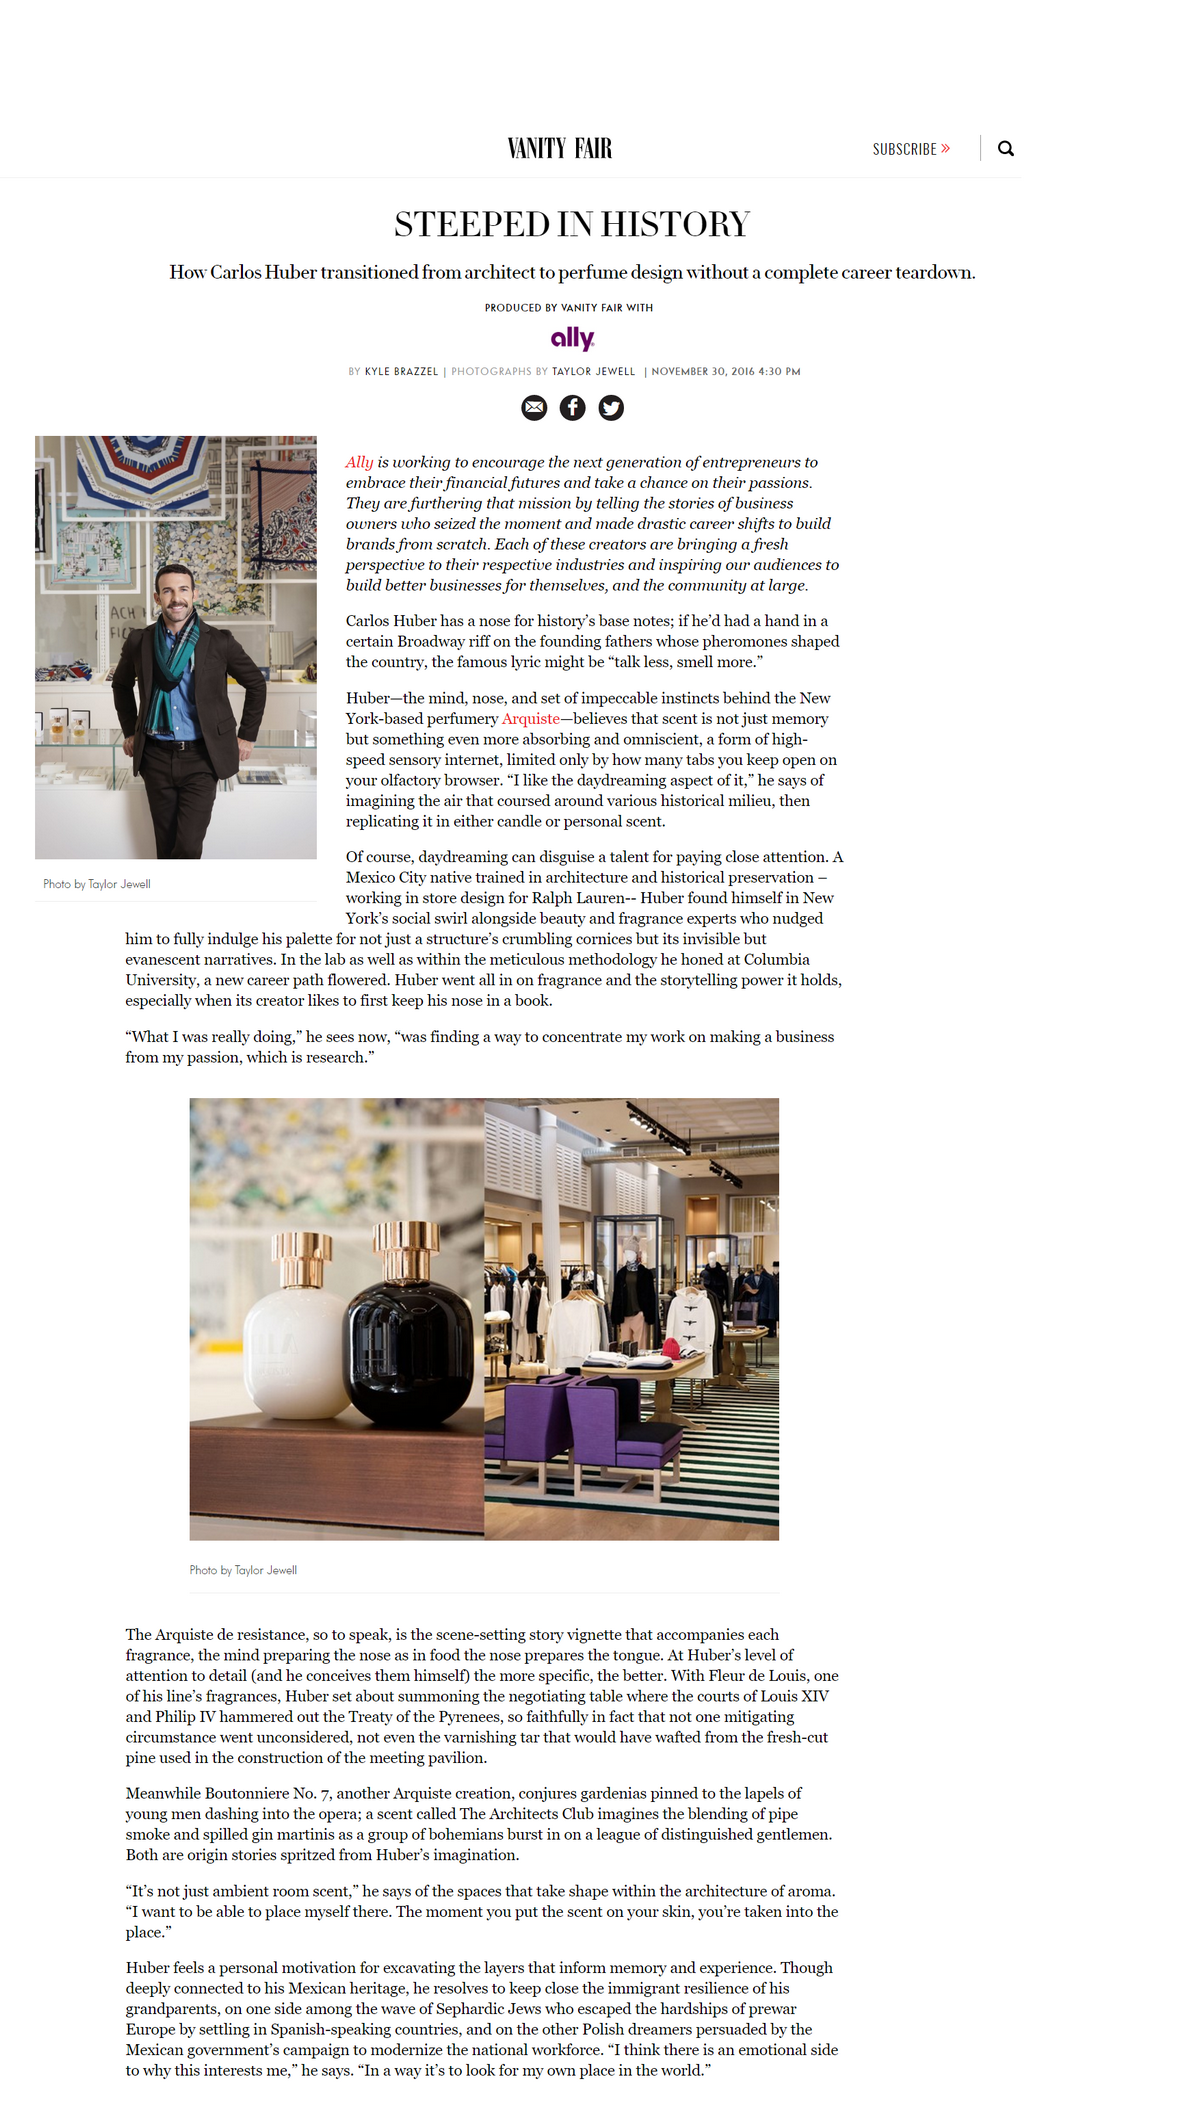 VANITY FAIR
SUBSCRIBE »
STEEPED IN HISTORY
How Carlos Huber transitioned from architect to perfume design without a complete career teardown.
PRODUCED BY VANITY FAIR WITH
ally
BY KYLE BRAZZEL | PHOTOGRAPHS BY TAYLOR JEWELL | NOVEMBER 30, 2016 4:30 PM
Ally is working to encourage the next generation of entrepreneurs to
embrace their financial futures and take a chance on their passions.
They are furthering that mission by telling the stories of business
owners who seized the moment and made drastic career shifts to build
brands from scratch. Each of these creators are bringing a fresh
perspective to their respective industries and inspiring our audiences to
build better businesses for themselves, and the community at large.
Carlos Huber has a nose for history’s base notes; if he’d had a hand in a
certain Broadway riff on the founding fathers whose pheromones shaped
the country, the famous lyric might be “talk less, smell more.”
Huber—the mind, nose, and set of impeccable instincts behind the New
York-based perfumery Arquiste—believes that scent is not just memory
but something even more absorbing and omniscient, a form of high-
speed sensory internet, limited only by how many tabs you keep open on
your olfactory browser. “I like the daydreaming aspect of it,” he says of
imagining the air that coursed around various historical milieu, then
replicating it in either candle or personal scent.
Photo by Taylor Jewell
Of course, daydreaming can disguise a talent for paying close attention. A
Mexico City native trained in architecture and historical preservation –
working in store design for Ralph Lauren-- Huber found himself in New
York’s social swirl alongside beauty and fragrance experts who nudged
him to fully indulge his palette for not just a structure’s crumbling cornices but its invisible but
evanescent narratives. In the lab as well as within the meticulous methodology he honed at Columbia
University, a new career path flowered. Huber went all in on fragrance and the storytelling power it holds,
especially when its creator likes to first keep his nose in a book.
“What I was really doing,” he sees now, “was finding a way to concentrate my work on making a business
from my passion, which is research.”
Photo by Taylor Jewell
The Arquiste de resistance, so to speak, is the scene-setting story vignette that accompanies each
fragrance, the mind preparing the nose as in food the nose prepares the tongue. At Huber’s level of
attention to detail (and he conceives them himself) the more specific, the better. With Fleur de Louis, one
of his line’s fragrances, Huber set about summoning the negotiating table where the courts of Louis XIV
and Philip IV hammered out the Treaty of the Pyrenees, so faithfully in fact that not one mitigating
circumstance went unconsidered, not even the varnishing tar that would have wafted from the fresh-cut
pine used in the construction of the meeting pavilion.
Meanwhile Boutonniere No. 7, another Arquiste creation, conjures gardenias pinned to the lapels of
young men dashing into the opera; a scent called The Architects Club imagines the blending of pipe
smoke and spilled gin martinis as a group of bohemians burst in on a league of distinguished gentlemen.
Both are origin stories spritzed from Huber’s imagination.
“It’s not just ambient room scent,” he says of the spaces that take shape within the architecture of aroma.
“I want to be able to place myself there. The moment you put the scent on your skin, you’re taken into the
place.”
Huber feels a personal motivation for excavating the layers that inform memory and experience. Though
deeply connected to his Mexican heritage, he resolves to keep close the immigrant resilience of his
grandparents, on one side among the wave of Sephardic Jews who escaped the hardships of prewar
Europe by settling in Spanish-speaking countries, and on the other Polish dreamers persuaded by the
Mexican government’s campaign to modernize the national workforce. “I think there is an emotional side
to why this interests me,” he says. “In a way it’s to look for my own place in the world.”